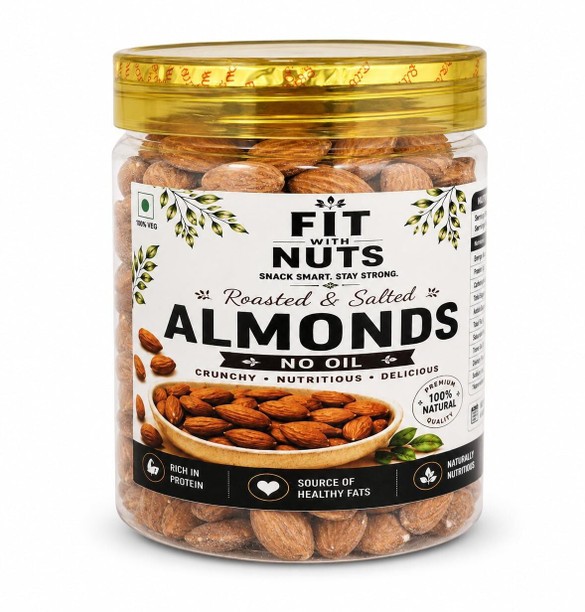 100% VEG
FIT
WITH
NUTS
SNACK SMART. STAY STRONG.
Roasted & Salted
ALMONDS
NO OIL
CRUNCHY • NUTRITIOUS • DELICIOUS
PREMIUM
100%
NATURAL
QUALITY
RICH IN
PROTEIN
SOURCE OF
HEALTHY FATS
NATURALLY
NUTRITIOUS